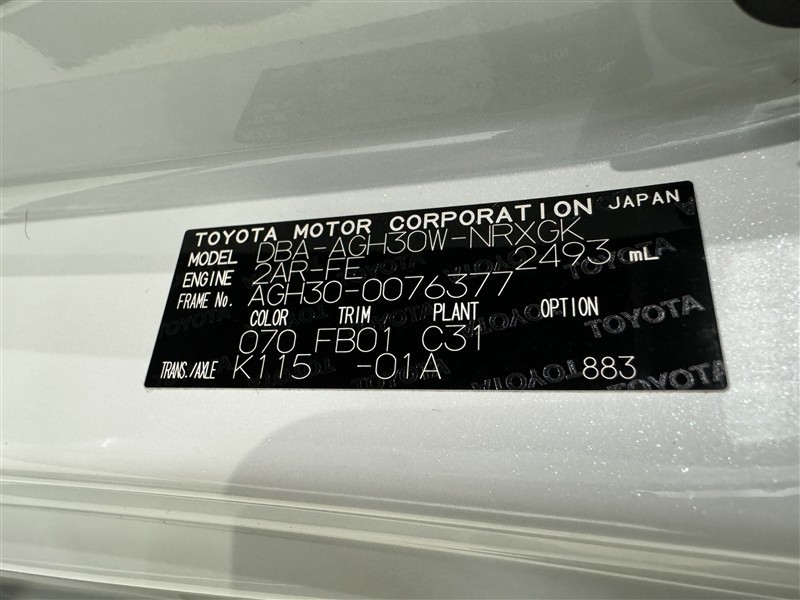 TOYOTA MOTOR CORPORATION JAPAN
MODEL DBA-AGH30W-NRXGK
ENGINE 2AR-FE 2493 mL
FRAME No. AGH30-0076377
COLOR TRIM PLANT OPTION
070 FB01 C31
TRANS./AXLE K115 -01A 883